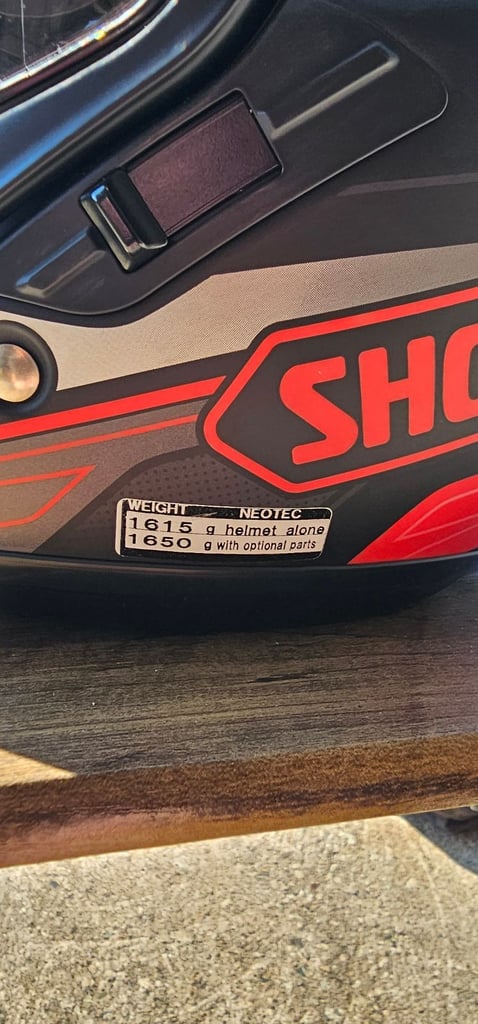 SHO
WEIGHT NEOTEC
1615 g helmet alone
1650 g with optional parts